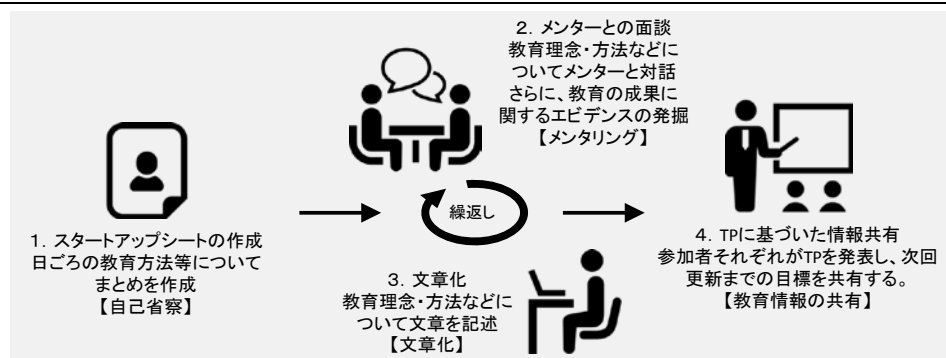 1．スタートアップシートの作成
日ごろの教育方法等について
まとめを作成
【自己省察】
2．メンターとの面談
教育理念・方法などに
ついてメンターと対話
さらに、教育の成果に
関するエビデンスの発掘
【メンタリング】
繰返し
3．文章化
教育理念・方法などに
ついて文章を記述
【文章化】
4．TPに基づいた情報共有
参加者それぞれがTPを発表し、次回
更新までの目標を共有する。
【教育情報の共有】